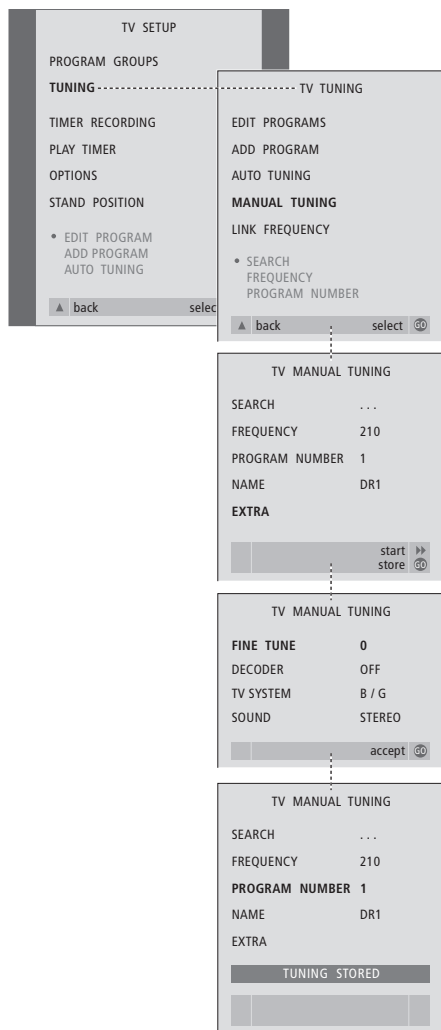 TV SETUP
PROGRAM GROUPS
TUNING
TIMER RECORDING
PLAY TIMER
OPTIONS
STAND POSITION
• EDIT PROGRAM
ADD PROGRAM
AUTO TUNING
▲ back selec
TV TUNING
EDIT PROGRAMS
ADD PROGRAM
AUTO TUNING
MANUAL TUNING
LINK FREQUENCY
• SEARCH
FREQUENCY
PROGRAM NUMBER
▲ back select GO
TV MANUAL TUNING
SEARCH . . .
FREQUENCY 210
PROGRAM NUMBER 1
NAME DR1
EXTRA
start
store GO
TV MANUAL TUNING
FINE TUNE 0
DECODER OFF
TV SYSTEM B / G
SOUND STEREO
accept GO
TV MANUAL TUNING
SEARCH . . .
FREQUENCY 210
PROGRAM NUMBER 1
NAME DR1
EXTRA
TUNING STORED